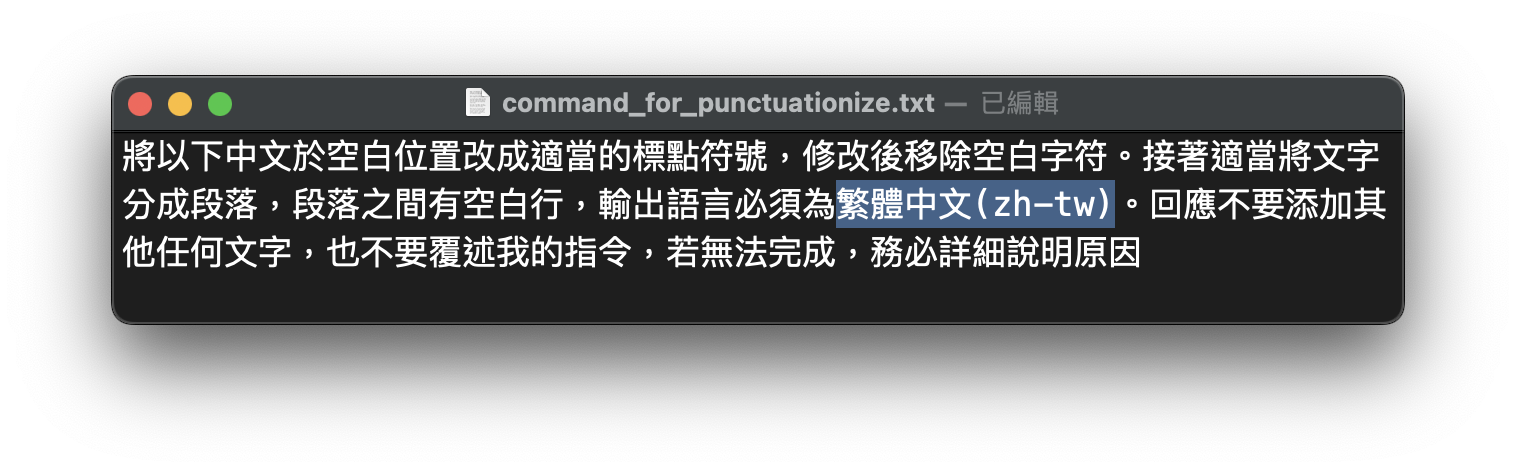 command_for_punctuationize.txt — 已編輯
將以下中文於空白位置改成適當的標點符號，修改後移除空白字符。接著適當將文字
分成段落，段落之間有空白行，輸出語言必須為繁體中文(zh-tw)。回應不要添加其
他任何文字，也不要覆述我的指令，若無法完成，務必詳細說明原因